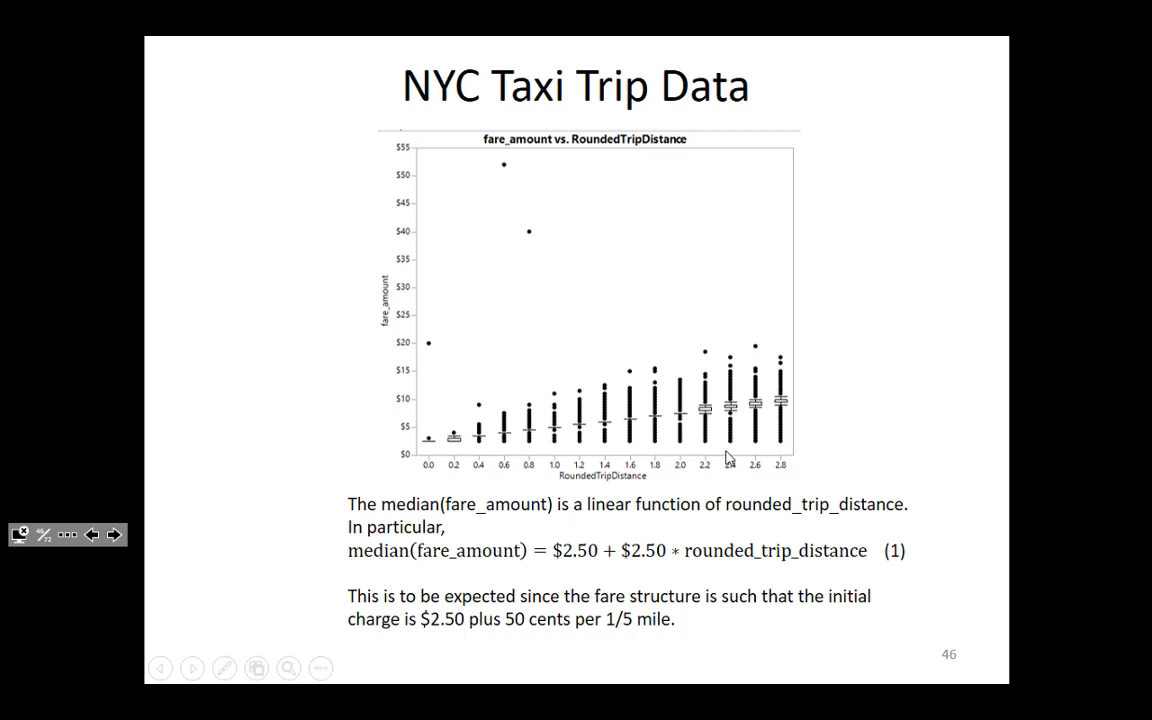 NYC Taxi Trip Data
fare_amount vs. RoundedTripDistance
$55
$50
$45
$40
$35
$30
$25
$20
$15
$10
$5
$0
fare_amount
0.0 0.2 0.4 0.6 0.8 1.0 1.2 1.4 1.6 1.8 2.0 2.2 2.4 2.6 2.8
RoundedTripDistance
The median(fare_amount) is a linear function of rounded_trip_distance.
In particular,
median(fare_amount) = $2.50 + $2.50 ∗ rounded_trip_distance (1)
This is to be expected since the fare structure is such that the initial
charge is $2.50 plus 50 cents per 1/5 mile.
46
46/72